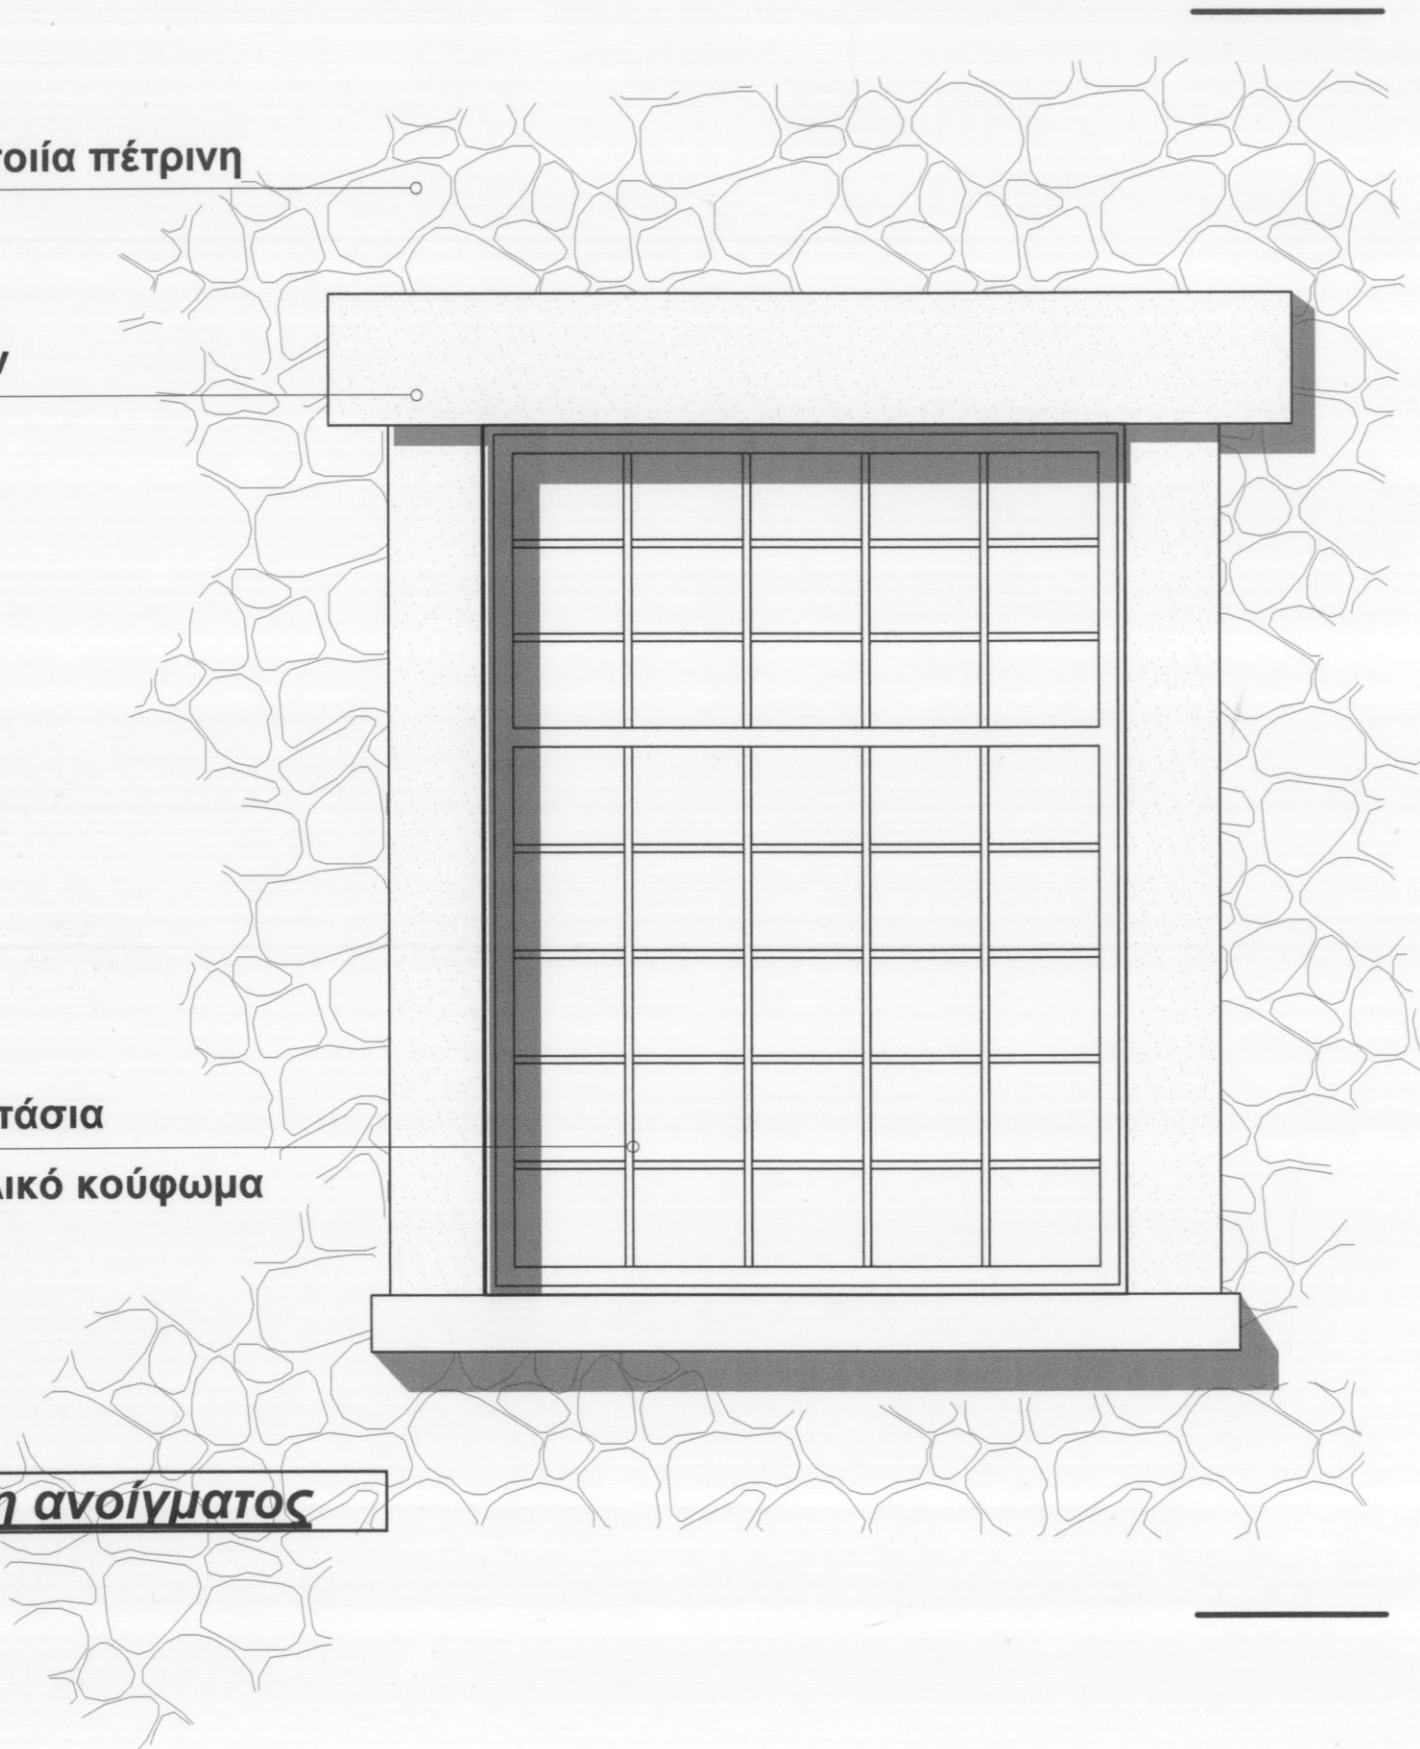 τοιία πέτρινη
ν
τάσια
λικό κούφωμα
η ανοίγματος